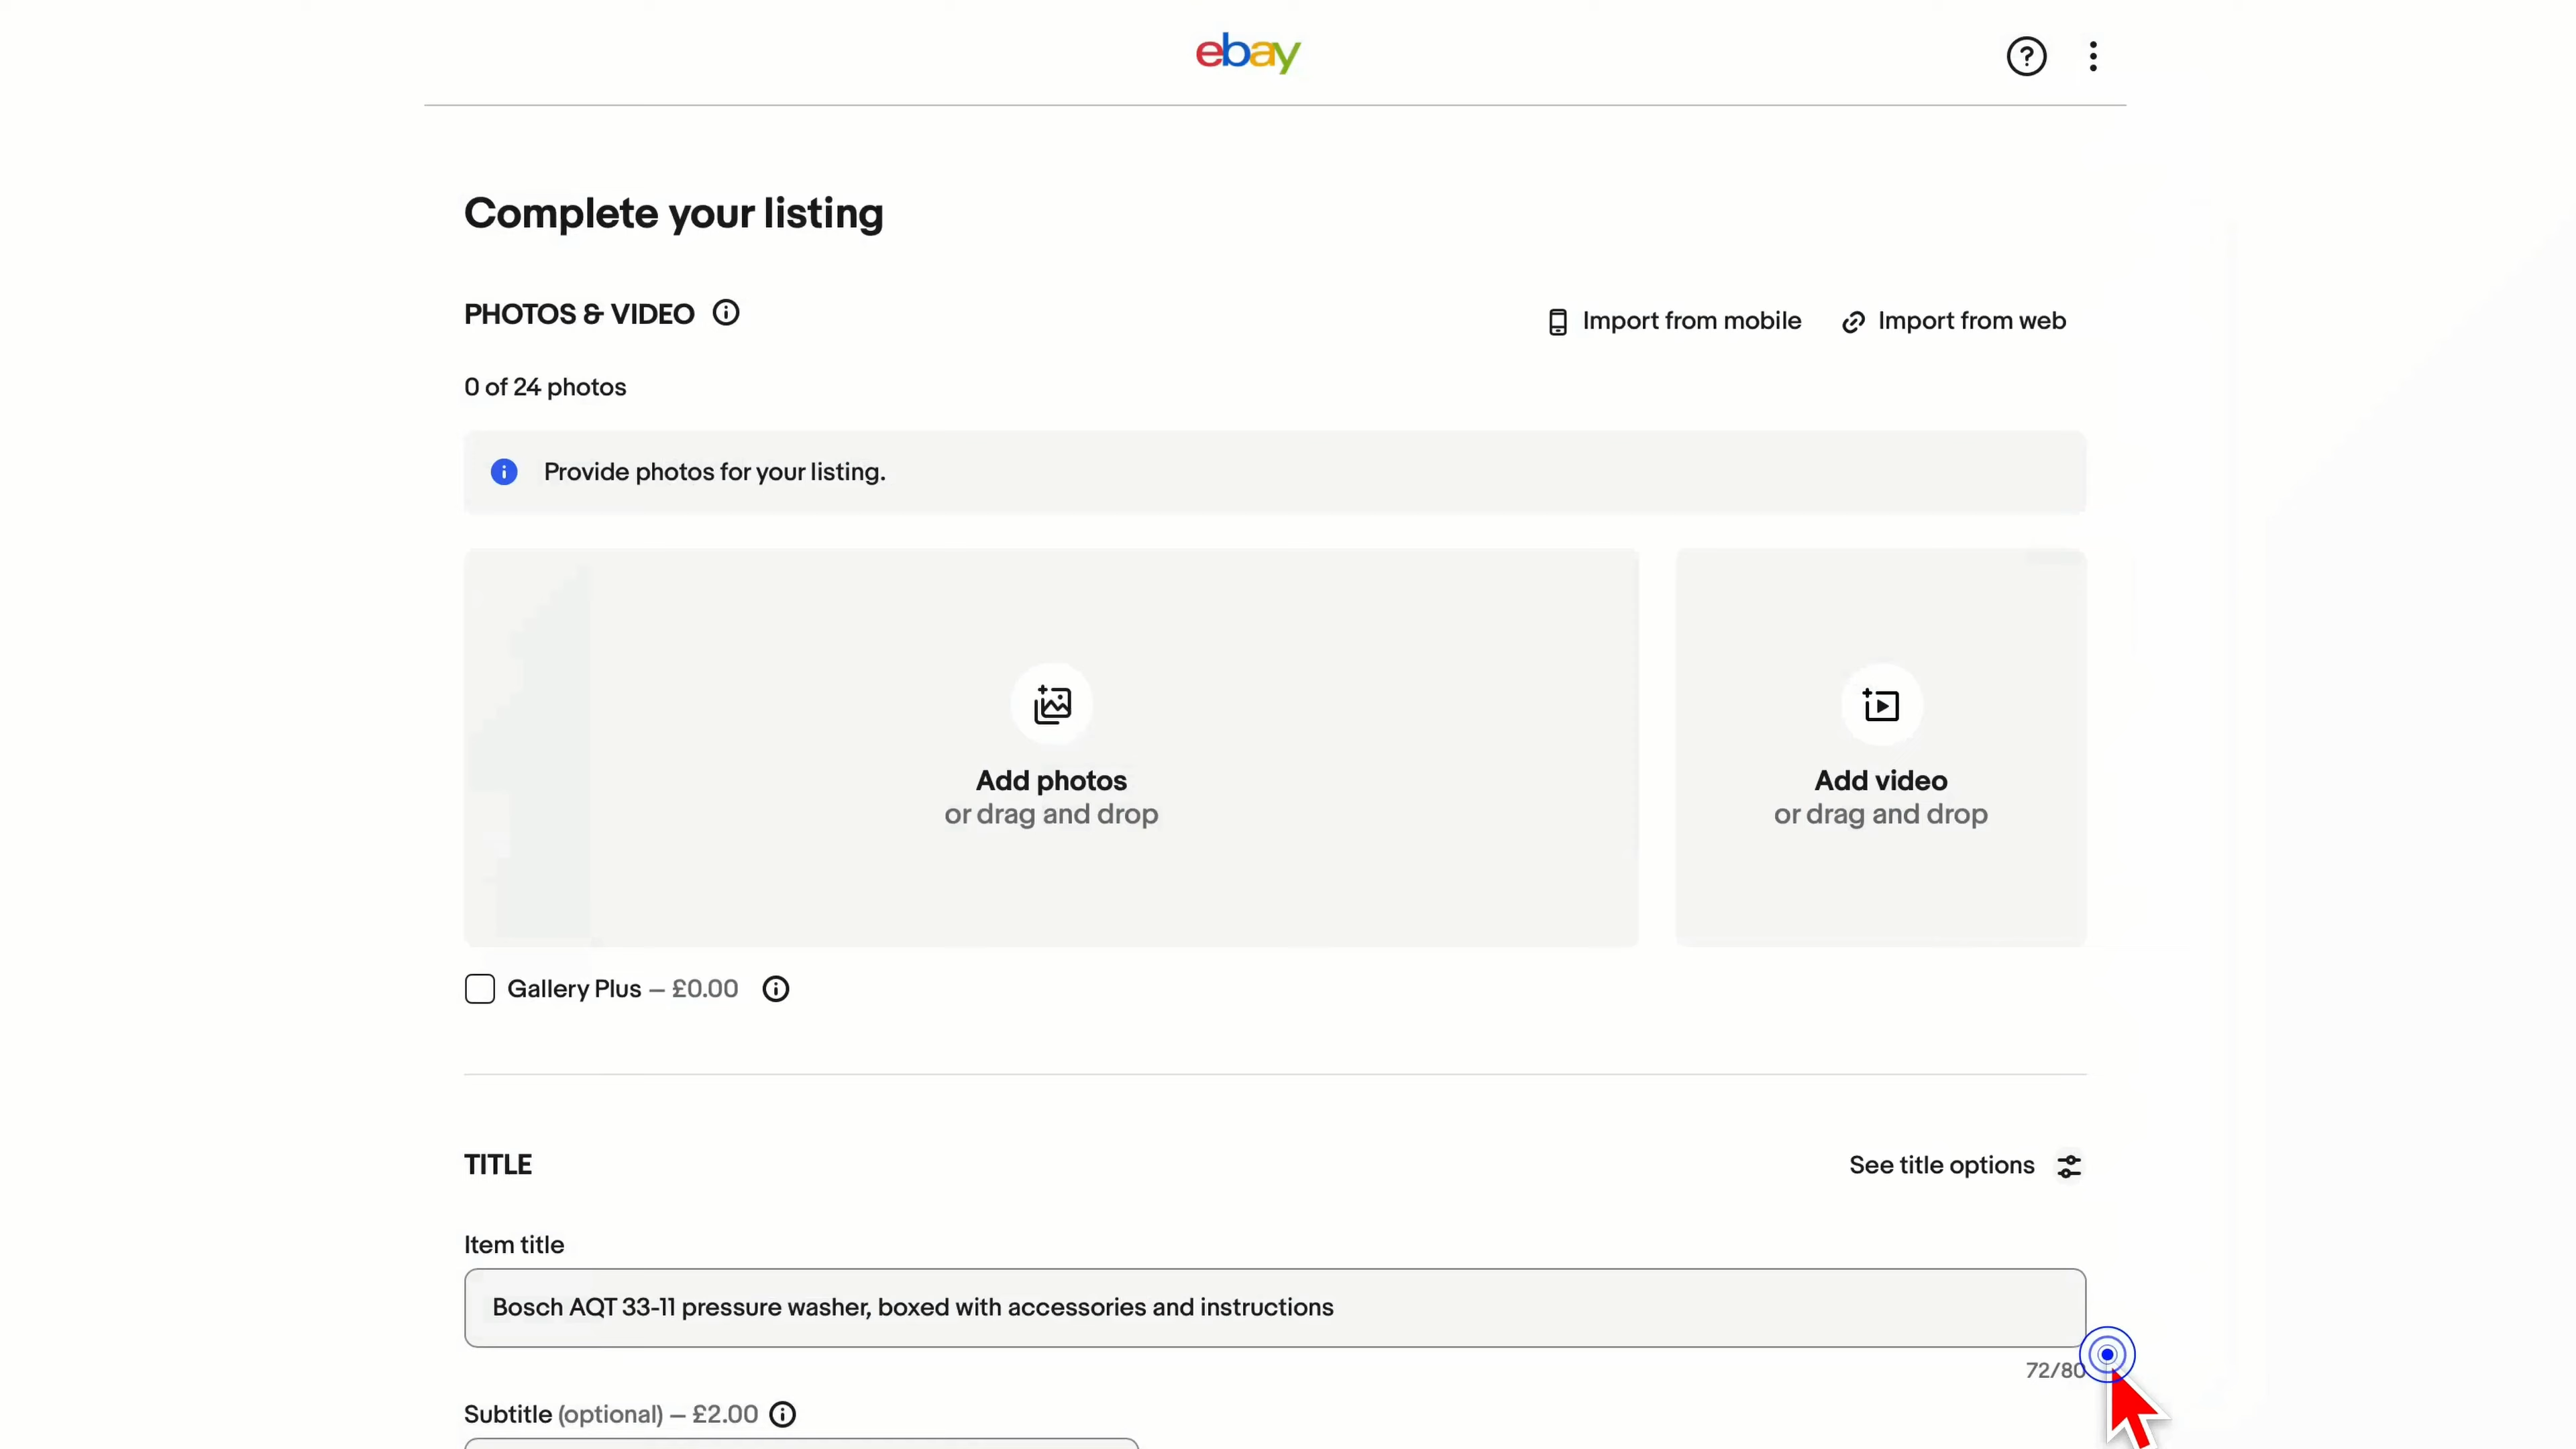 ebay
Complete your listing
PHOTOS & VIDEO
Import from mobile
Import from web
0 of 24 photos
Provide photos for your listing.
Add photos
or drag and drop
Add video
or drag and drop
Gallery Plus – £0.00
TITLE
See title options
Item title
Bosch AQT 33-11 pressure washer, boxed with accessories and instructions
72/80
Subtitle (optional) – £2.00